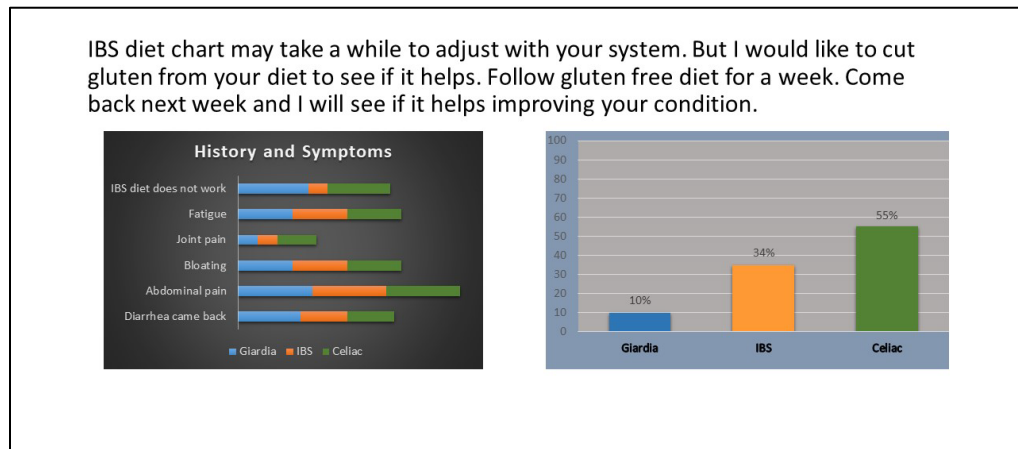 IBS diet chart may take a while to adjust with your system. But I would like to cut
gluten from your diet to see if it helps. Follow gluten free diet for a week. Come
back next week and I will see if it helps improving your condition.
History and Symptoms
IBS diet does not work
Fatigue
Joint pain
Bloating
Abdominal pain
Diarrhea came back
Giardia IBS Celiac
100
90
80
70
60
50
40
30
20
10
0
10%
34%
55%
Giardia IBS Celiac